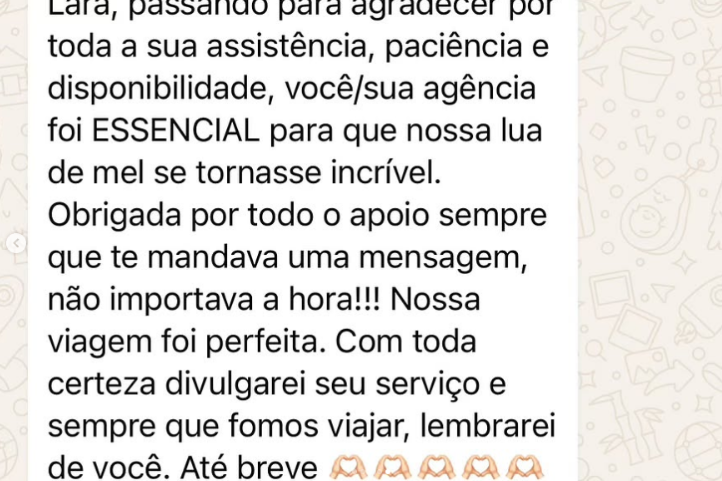 Lara, passando para agradecer por
toda a sua assistência, paciência e
disponibilidade, você/sua agência
foi ESSENCIAL para que nossa lua
de mel se tornasse incrível.
Obrigada por todo o apoio sempre
que te mandava uma mensagem,
não importava a hora!!! Nossa
viagem foi perfeita. Com toda
certeza divulgarei seu serviço e
sempre que fomos viajar, lembrarei
de você. Até breve 🫶🏻🫶🏻🫶🏻🫶🏻🫶🏻